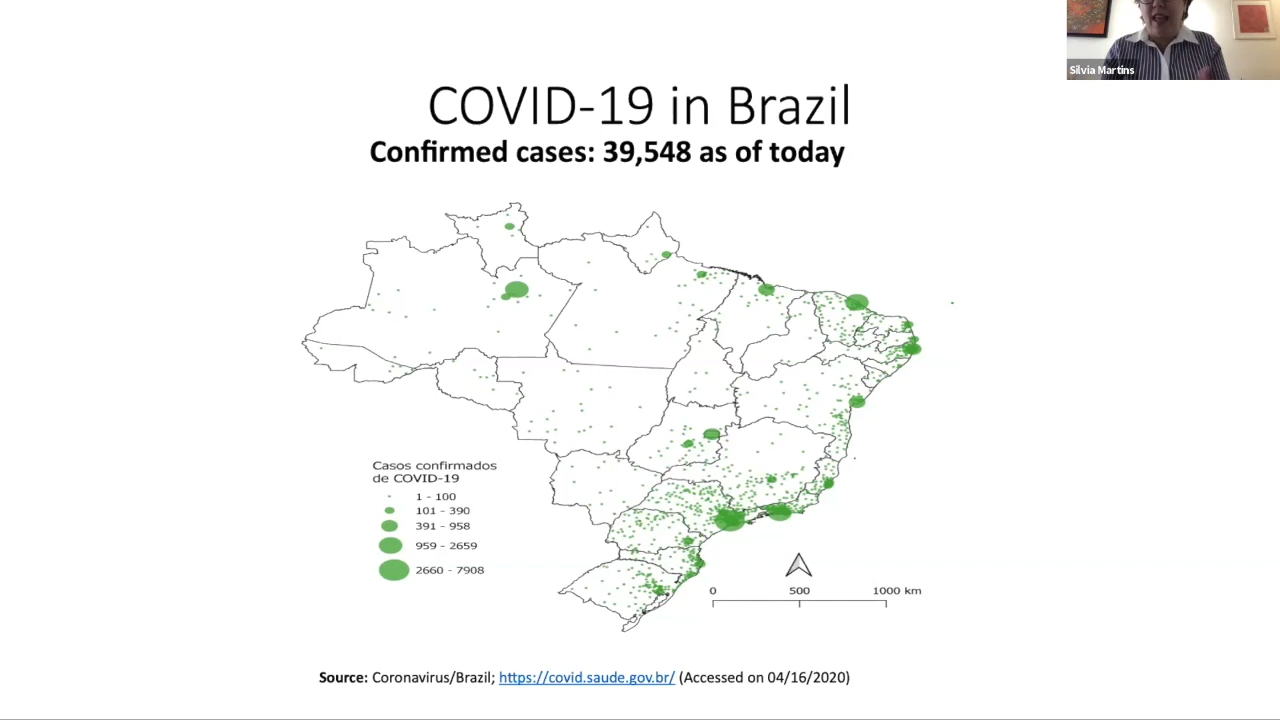 Silvia Martins
COVID-19 in Brazil
Confirmed cases: 39,548 as of today
Casos confirmados
de COVID-19
1 - 100
101 - 390
391 - 958
959 - 2659
2660 - 7908
0 500 1000 km
Source: Coronavirus/Brazil; https://covid.saude.gov.br/ (Accessed on 04/16/2020)